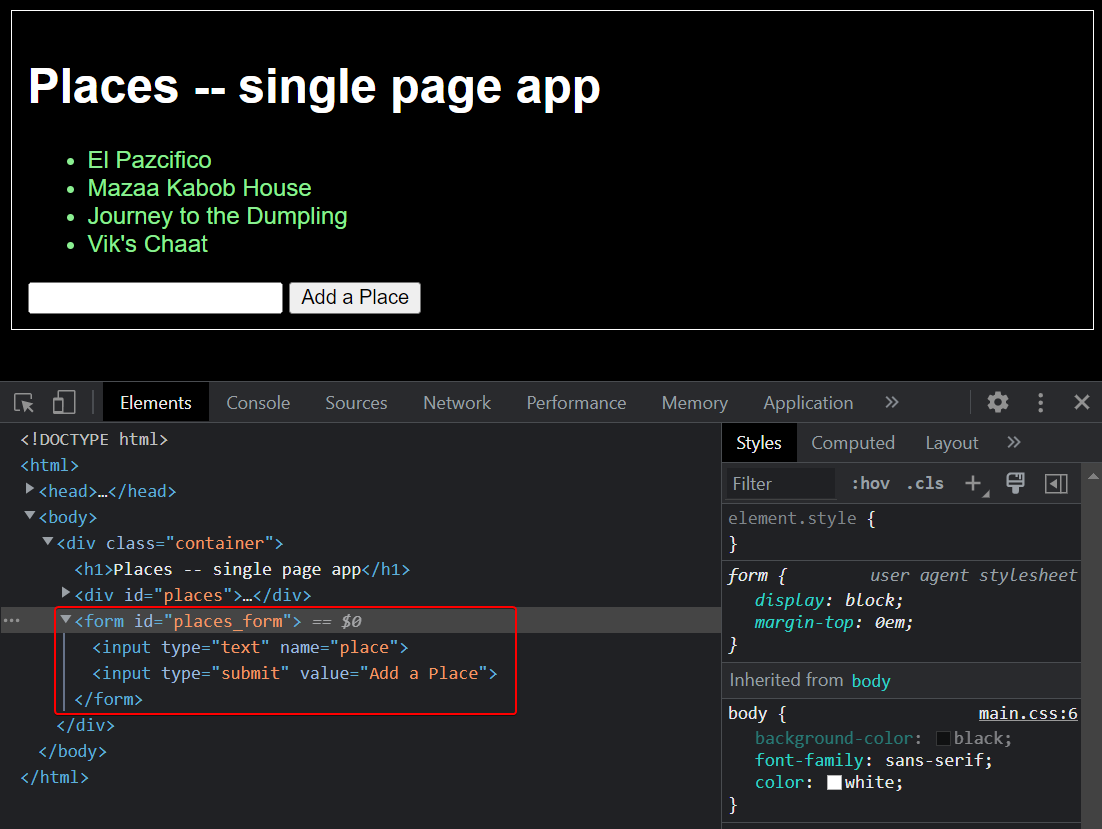 Places -- single page app
El Pazcifico
Mazaa Kabob House
Journey to the Dumpling
Vik's Chaat
Add a Place
Elements Console Sources Network Performance Memory Application »
<!DOCTYPE html>
<html>
<head>…</head>
<body>
<div class="container">
<h1>Places -- single page app</h1>
<div id="places">…</div>
<form id="places_form"> == $0
<input type="text" name="place">
<input type="submit" value="Add a Place">
</form>
</div>
</body>
</html>
Styles Computed Layout »
Filter :hov .cls +
element.style {
}
form { user agent stylesheet
display: block;
margin-top: 0em;
}
Inherited from body
body { main.css:6
background-color: black;
font-family: sans-serif;
color: white;
}